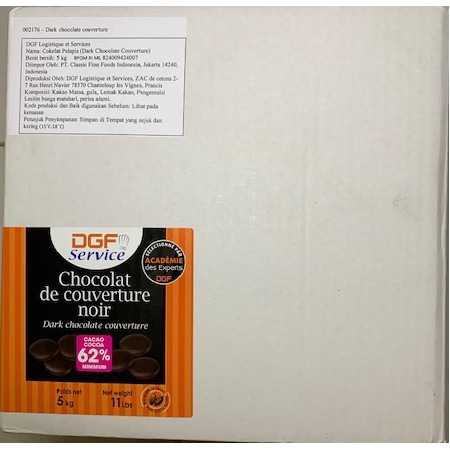 002176 - Dark chocolate couverture
DGF Logistique et Services
Nama: Cokelat Pelapis (Dark Chocolate Couverture)
Berat bersih: 5 kg BPOM RI ML 824009424007
Diimpor Oleh: PT. Classic Fine Foods Indonesia, Jakarta 14240,
Indonesia
Diproduksi Oleh: DGF Logistique et Services, ZAC de cetons 2-
7 Rue Henri Navier 78570 Chanteloup les Vignes, Prancis
Komposisi: Kakao Massa, gula, Lemak Kakao, Pengemulsi
Lesitin bunga matahari, perisa alami.
Kode produksi dan Baik digunakan Sebelum: Lihat pada
kemasan
Petunjuk Penyimpanan: Simpan di Tempat yang sejuk dan
kering (15°C-18°C)
DGF
Service
SÉLECTIONNÉ PAR
ACADÉMIE
des Experts
DGF
Chocolat
de couverture
noir
Dark chocolate couverture
CACAO
COCOA
62%
MINIMUM
Poids net
5 kg
Net weight
11 Lbs